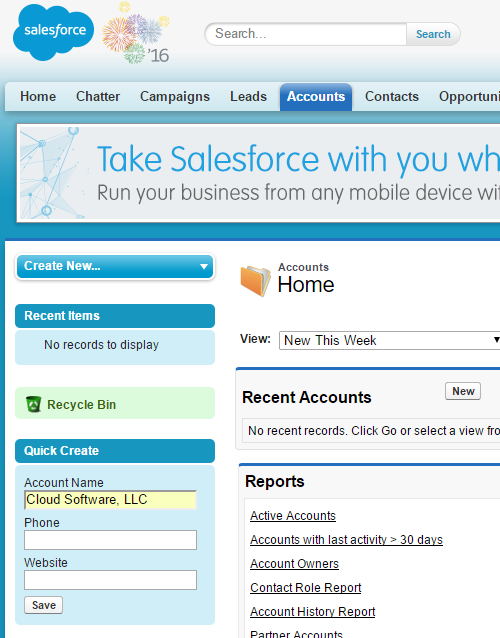 salesforce
'16
Search...
Search
Home Chatter Campaigns Leads Accounts Contacts Opportuni
Take Salesforce with you wh
Run your business from any mobile device wi
Create New...
Accounts
Home
Recent Items
No records to display
View: New This Week
Recycle Bin
Recent Accounts
New
No recent records. Click Go or select a view fro
Quick Create
Account Name
Cloud Software, LLC
Phone
Website
Save
Reports
Active Accounts
Accounts with last activity > 30 days
Account Owners
Contact Role Report
Account History Report
Partner Accounts